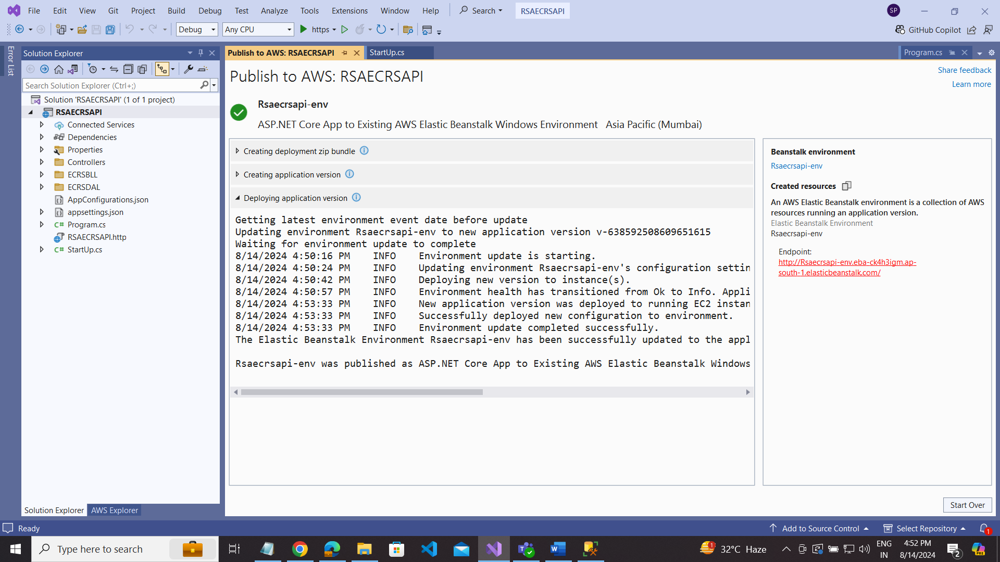 File Edit View Git Project Build Debug Test Analyze Tools Extensions Window Help Search RSAECRSAPI SP
Debug Any CPU https GitHub Copilot
Error List
Solution Explorer
Search Solution Explorer (Ctrl+;)
Solution 'RSAECRSAPI' (1 of 1 project)
RSAECRSAPI
Connected Services
Dependencies
Properties
Controllers
ECRSBLL
ECRSDAL
AppConfigurations.json
appsettings.json
C# Program.cs
RSAECRSAPI.http
C# StartUp.cs
Solution Explorer AWS Explorer
Publish to AWS: RSAECRSAPI StartUp.cs Program.cs
Publish to AWS: RSAECRSAPI
Share feedback
Learn more
Rsaecrsapi-env
ASP.NET Core App to Existing AWS Elastic Beanstalk Windows Environment Asia Pacific (Mumbai)
Creating deployment zip bundle
Creating application version
Deploying application version
Getting latest environment event date before update
Updating environment Rsaecrsapi-env to new application version v-638592508609651615
Waiting for environment update to complete
8/14/2024 4:50:16 PM INFO Environment update is starting.
8/14/2024 4:50:24 PM INFO Updating environment Rsaecrsapi-env's configuration settin
8/14/2024 4:50:42 PM INFO Deploying new version to instance(s).
8/14/2024 4:50:57 PM INFO Environment health has transitioned from Ok to Info. Appli
8/14/2024 4:53:33 PM INFO New application version was deployed to running EC2 instan
8/14/2024 4:53:33 PM INFO Successfully deployed new configuration to environment.
8/14/2024 4:53:33 PM INFO Environment update completed successfully.
The Elastic Beanstalk Environment Rsaecrsapi-env has been successfully updated to the appl
Rsaecrsapi-env was published as ASP.NET Core App to Existing AWS Elastic Beanstalk Windows
Beanstalk environment
Rsaecrsapi-env
Created resources
An AWS Elastic Beanstalk environment is a collection of AWS
resources running an application version.
Elastic Beanstalk Environment
Rsaecrsapi-env
Endpoint:
http://Rsaecrsapi-env.eba-ck4h3igm.ap-
south-1.elasticbeanstalk.com/
Start Over
Ready Add to Source Control Select Repository 1
Type here to search
1 32°C Haze
ENG
IN
4:52 PM
8/14/2024
2
PRE